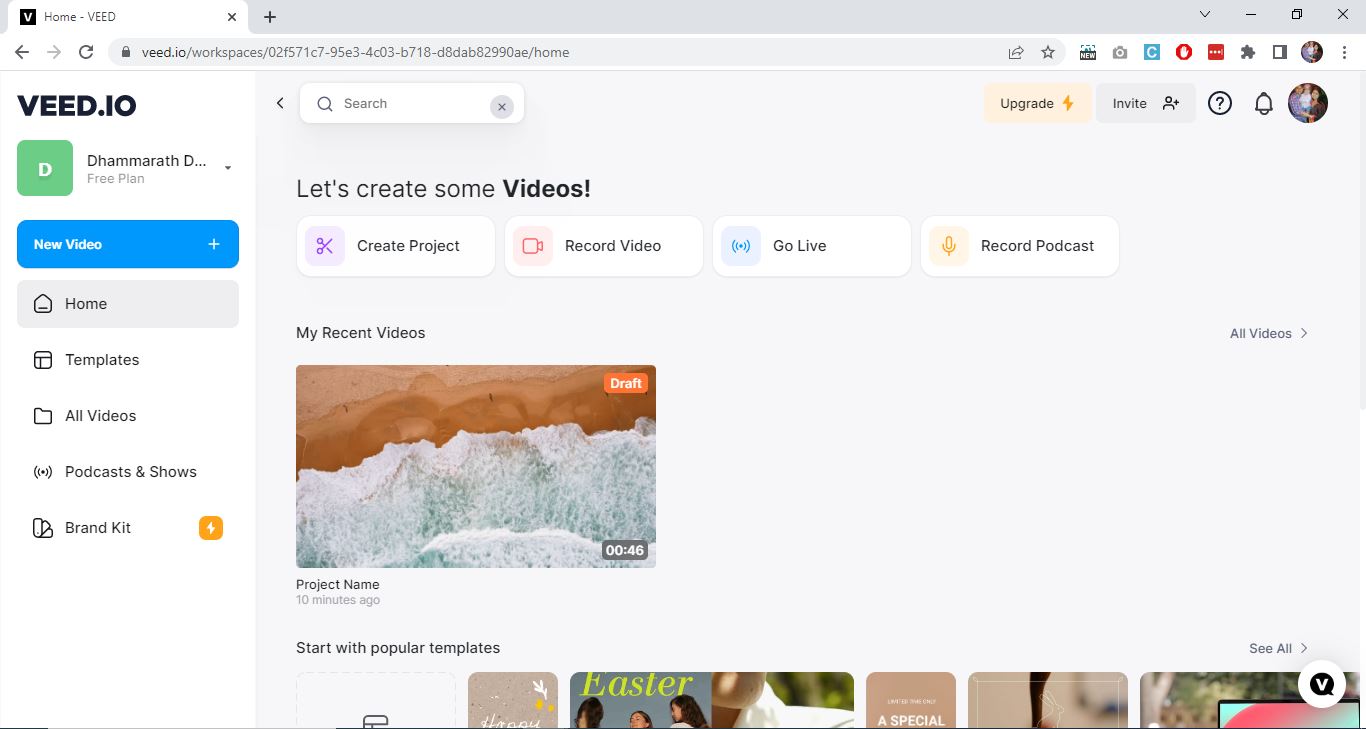 Home - VEED
veed.io/workspaces/02f571c7-95e3-4c03-b718-d8dab82990ae/home
NEW
VEED.IO
Search
Upgrade
Invite
D
Dhammarath D...
Free Plan
New Video
Home
Templates
All Videos
Podcasts & Shows
Brand Kit
Let's create some Videos!
Create Project
Record Video
Go Live
Record Podcast
My Recent Videos
All Videos
Draft
00:46
Project Name
10 minutes ago
Start with popular templates
See All
Happy
Easter
LIMITED TIME ONLY
A SPECIAL